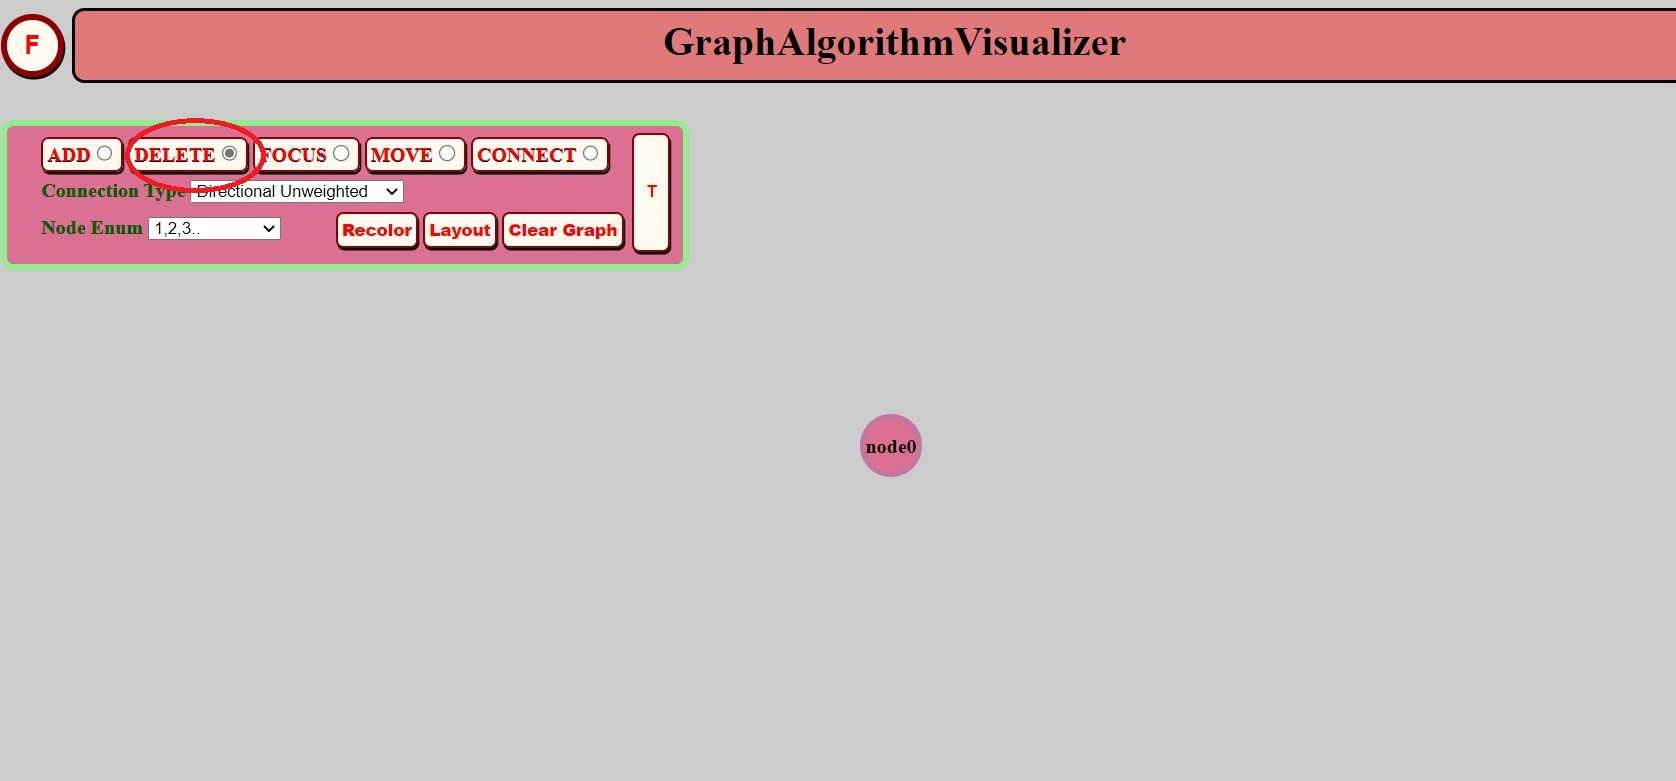 F
GraphAlgorithmVisualizer
ADD DELETE FOCUS MOVE CONNECT
T
Connection Type Directional Unweighted
Node Enum 1,2,3.. Recolor Layout Clear Graph
node0